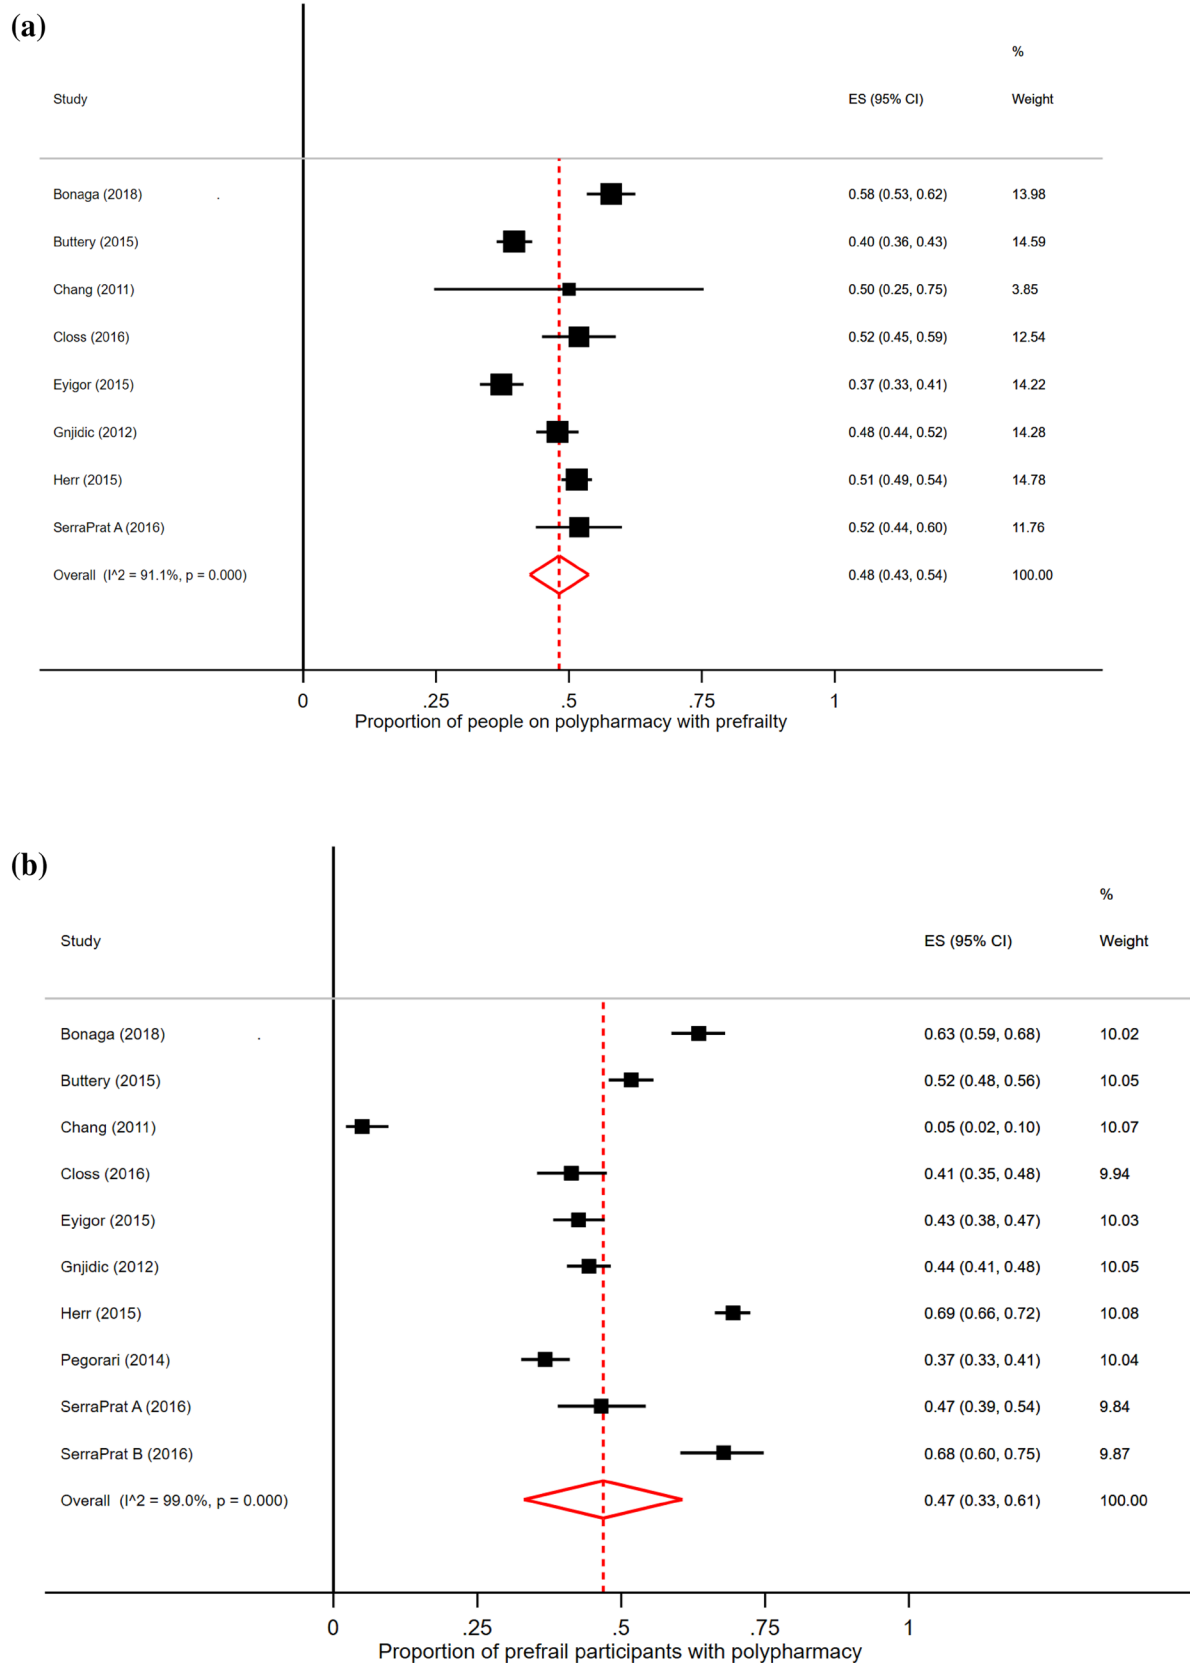 (a)
%
Study ES (95% CI) Weight
Bonaga (2018) . 0.58 (0.53, 0.62) 13.98
Buttery (2015) 0.40 (0.36, 0.43) 14.59
Chang (2011) 0.50 (0.25, 0.75) 3.85
Closs (2016) 0.52 (0.45, 0.59) 12.54
Eyigor (2015) 0.37 (0.33, 0.41) 14.22
Gnjidic (2012) 0.48 (0.44, 0.52) 14.28
Herr (2015) 0.51 (0.49, 0.54) 14.78
SerraPrat A (2016) 0.52 (0.44, 0.60) 11.76
Overall (I^2 = 91.1%, p = 0.000) 0.48 (0.43, 0.54) 100.00
0 .25 .5 .75 1
Proportion of people on polypharmacy with prefrailty
(b)
%
Study ES (95% CI) Weight
Bonaga (2018) . 0.63 (0.59, 0.68) 10.02
Buttery (2015) 0.52 (0.48, 0.56) 10.05
Chang (2011) 0.05 (0.02, 0.10) 10.07
Closs (2016) 0.41 (0.35, 0.48) 9.94
Eyigor (2015) 0.43 (0.38, 0.47) 10.03
Gnjidic (2012) 0.44 (0.41, 0.48) 10.05
Herr (2015) 0.69 (0.66, 0.72) 10.08
Pegorari (2014) 0.37 (0.33, 0.41) 10.04
SerraPrat A (2016) 0.47 (0.39, 0.54) 9.84
SerraPrat B (2016) 0.68 (0.60, 0.75) 9.87
Overall (I^2 = 99.0%, p = 0.000) 0.47 (0.33, 0.61) 100.00
0 .25 .5 .75 1
Proportion of prefrail participants with polypharmacy